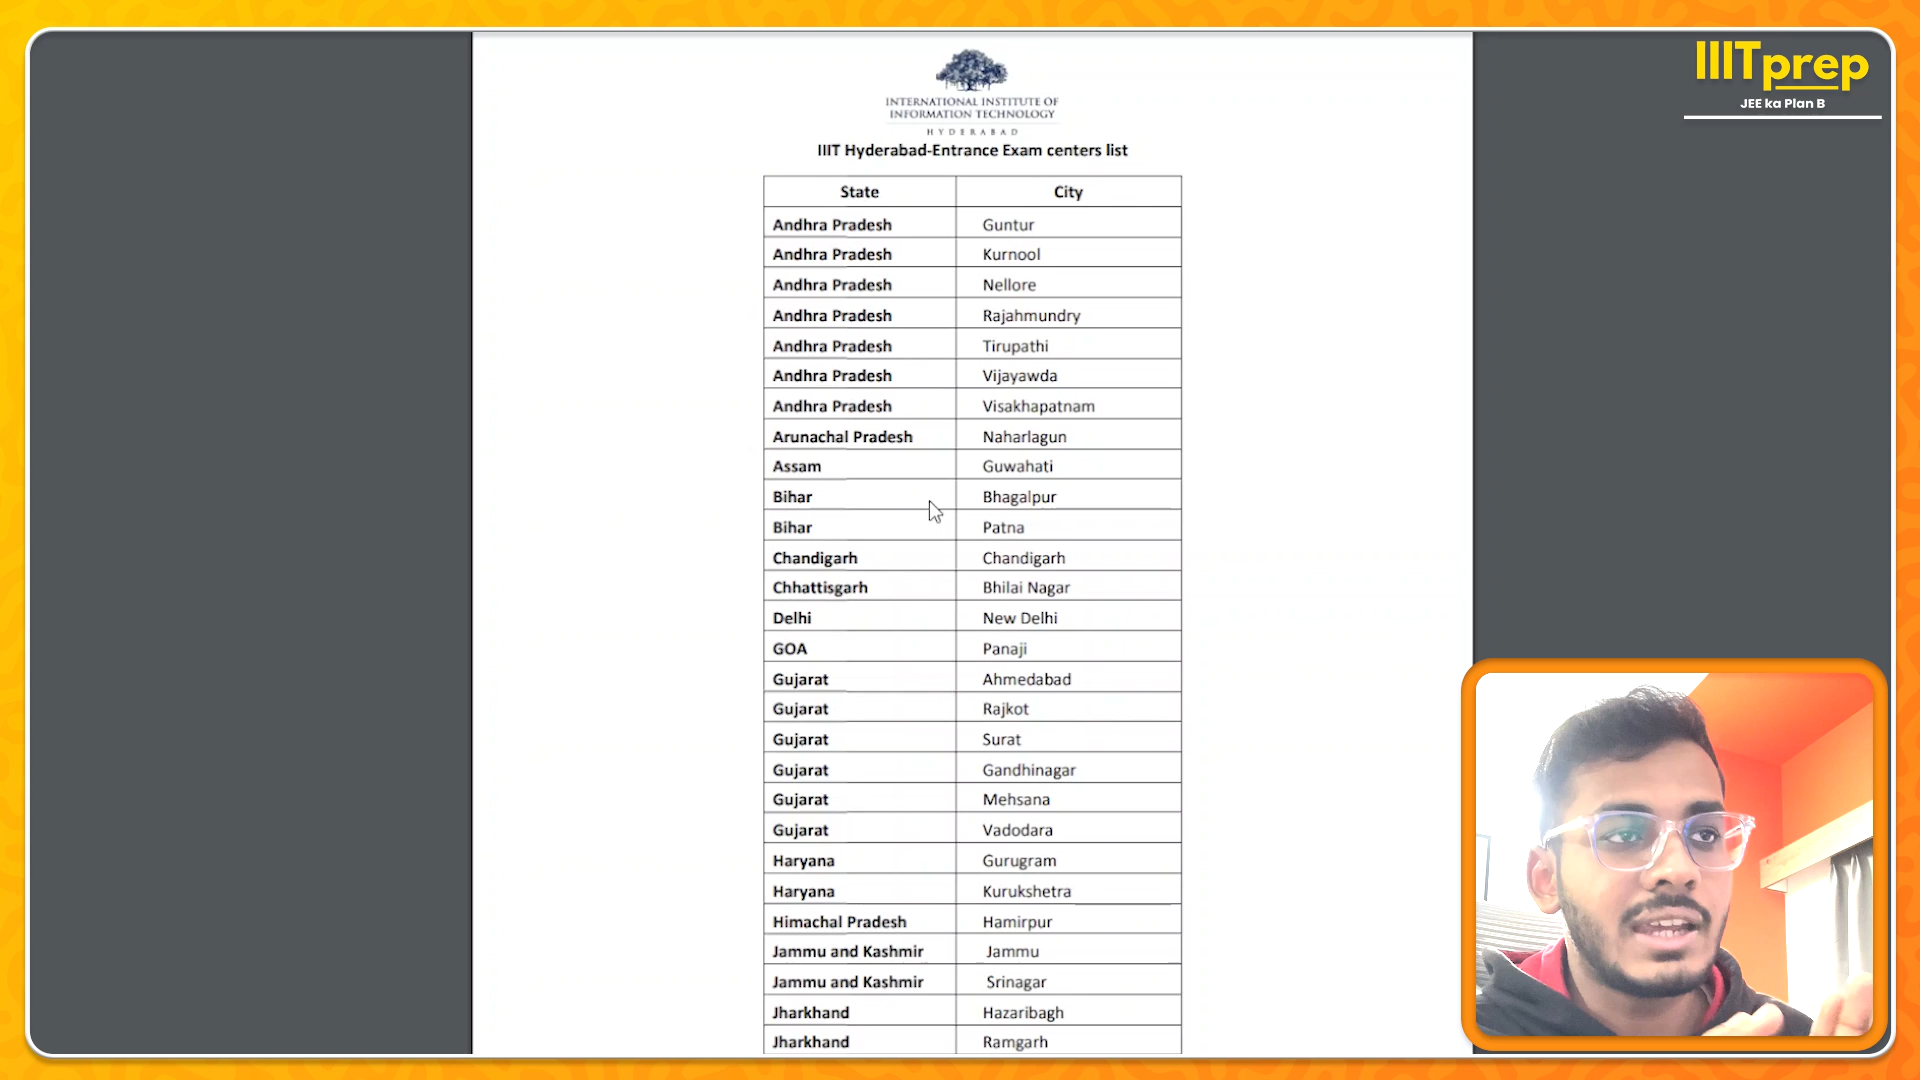 IIITprep
JEE ka Plan B
INTERNATIONAL INSTITUTE OF
INFORMATION TECHNOLOGY
HYDERABAD
IIIT Hyderabad-Entrance Exam centers list
State City
Andhra Pradesh Guntur
Andhra Pradesh Kurnool
Andhra Pradesh Nellore
Andhra Pradesh Rajahmundry
Andhra Pradesh Tirupathi
Andhra Pradesh Vijayawda
Andhra Pradesh Visakhapatnam
Arunachal Pradesh Naharlagun
Assam Guwahati
Bihar Bhagalpur
Bihar Patna
Chandigarh Chandigarh
Chhattisgarh Bhilai Nagar
Delhi New Delhi
GOA Panaji
Gujarat Ahmedabad
Gujarat Rajkot
Gujarat Surat
Gujarat Gandhinagar
Gujarat Mehsana
Gujarat Vadodara
Haryana Gurugram
Haryana Kurukshetra
Himachal Pradesh Hamirpur
Jammu and Kashmir Jammu
Jammu and Kashmir Srinagar
Jharkhand Hazaribagh
Jharkhand Ramgarh